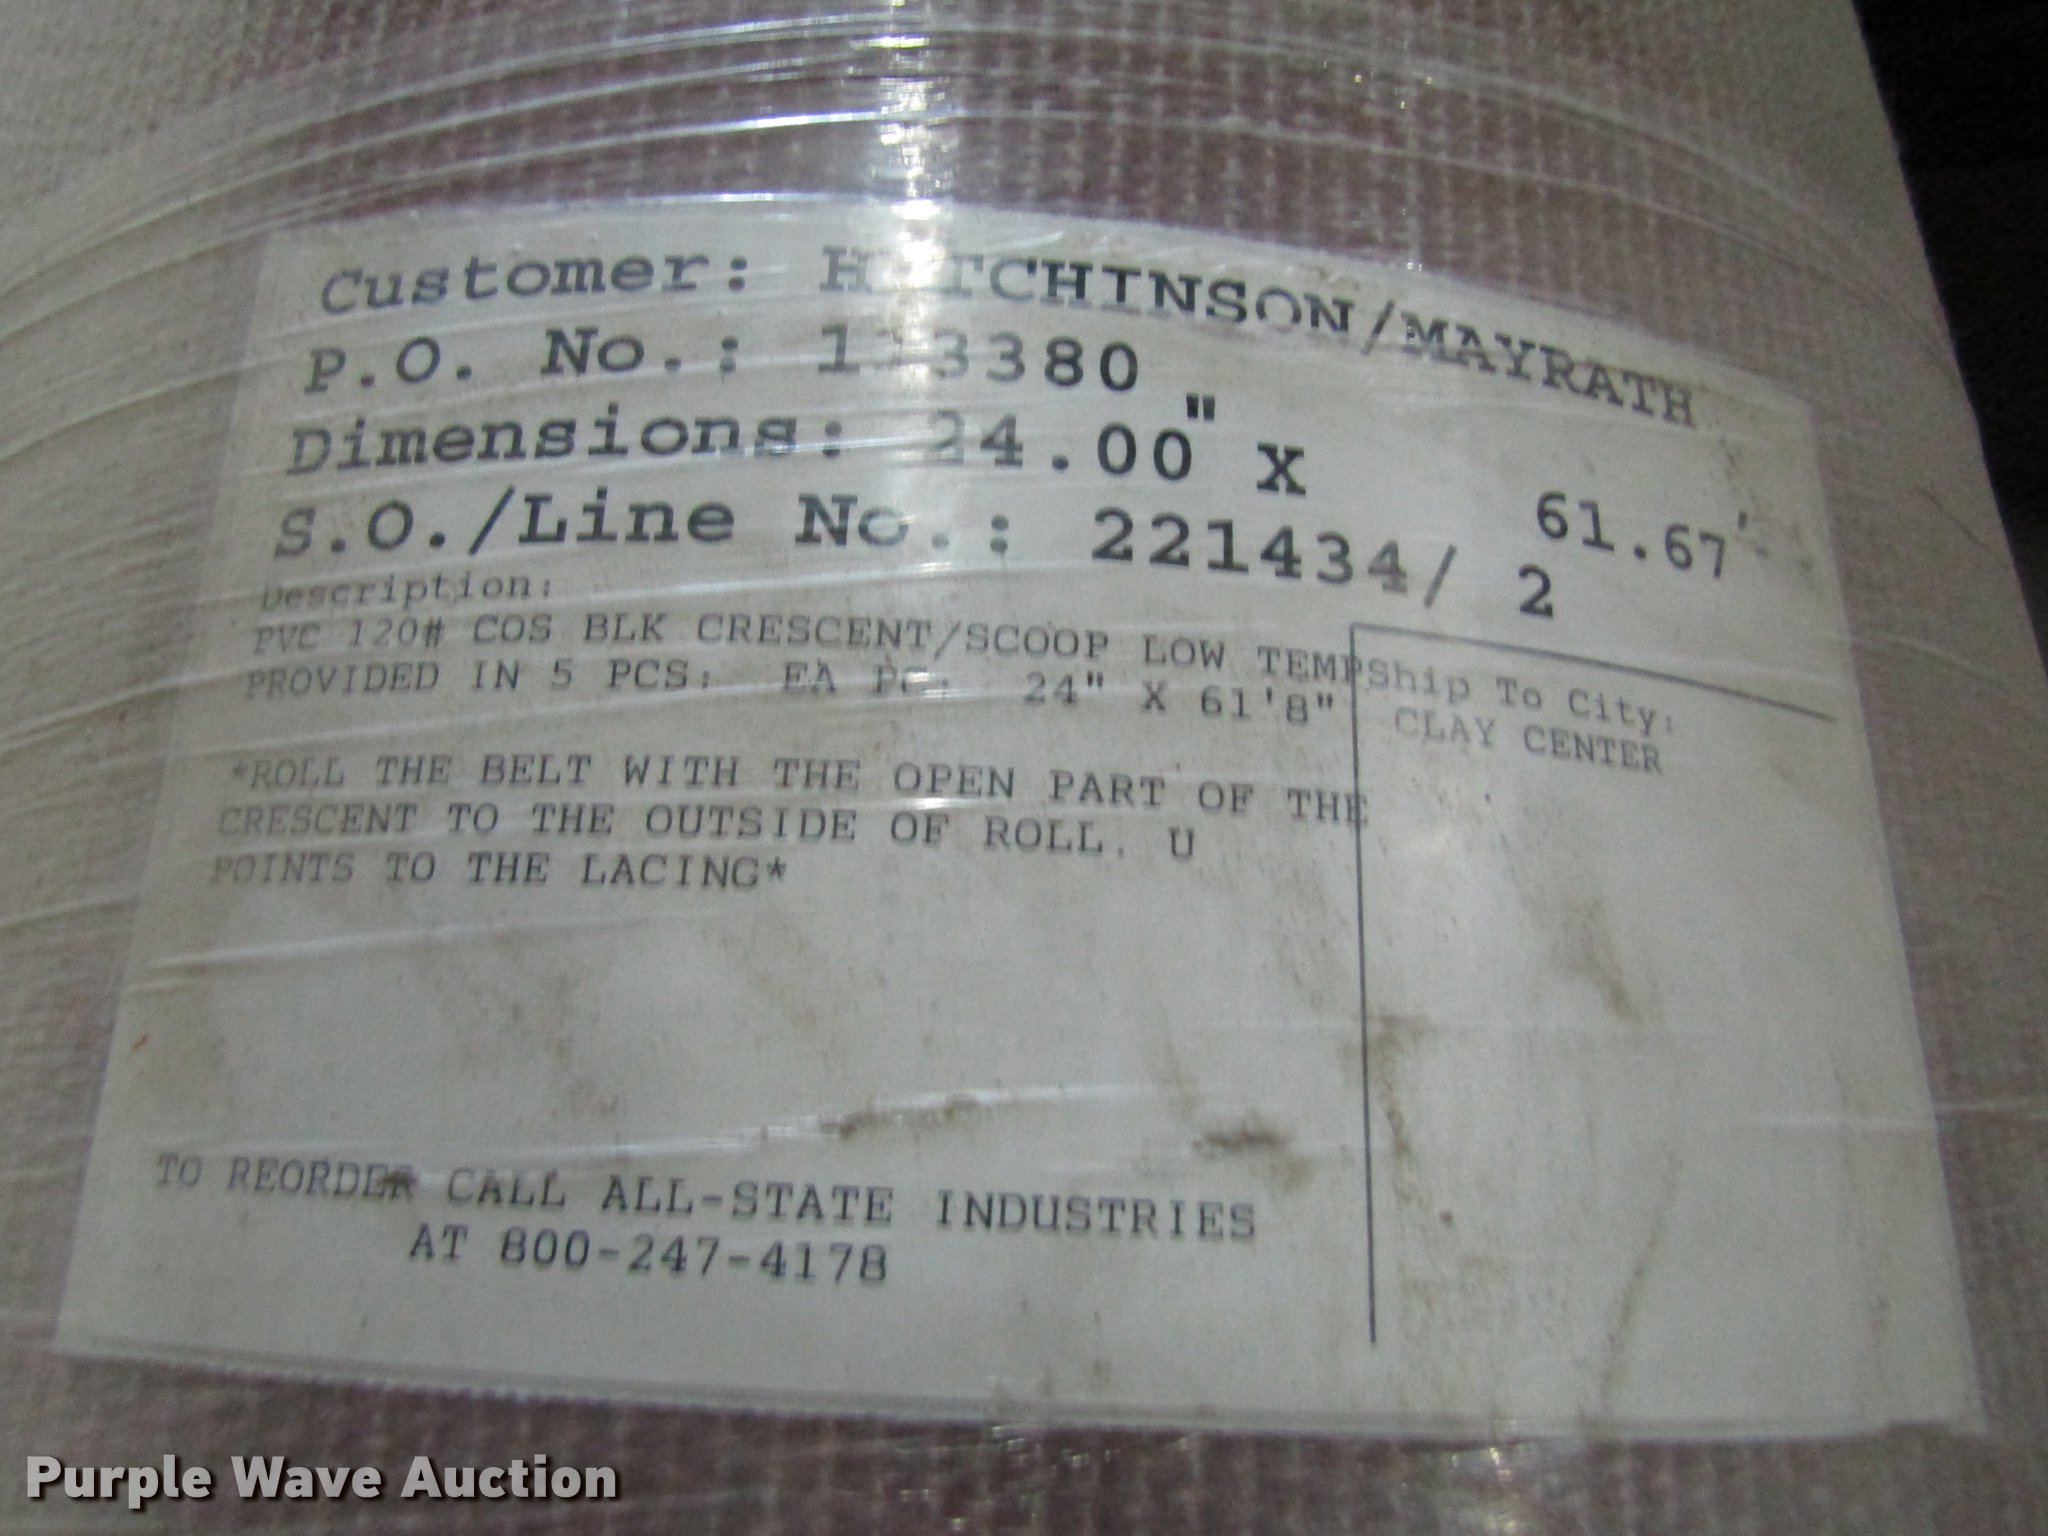 Customer: HUTCHINSON/MAYRATH
P.O. No.:
Dimensions: 24.00" X 61.67'
S.O./Line No.: 221434/ 2
Description:
PVC 120# COS BLK CRESCENT/SCOOP LOW TEMP
PROVIDED IN 5 PCS: EA PC. 24" X 61'8"
Ship To City:
CLAY CENTER
*ROLL THE BELT WITH THE OPEN PART OF THE
CRESCENT TO THE OUTSIDE OF ROLL. U
POINTS TO THE LACING*
TO REORDER CALL ALL-STATE INDUSTRIES
AT 800-247-4178
Purple Wave Auction